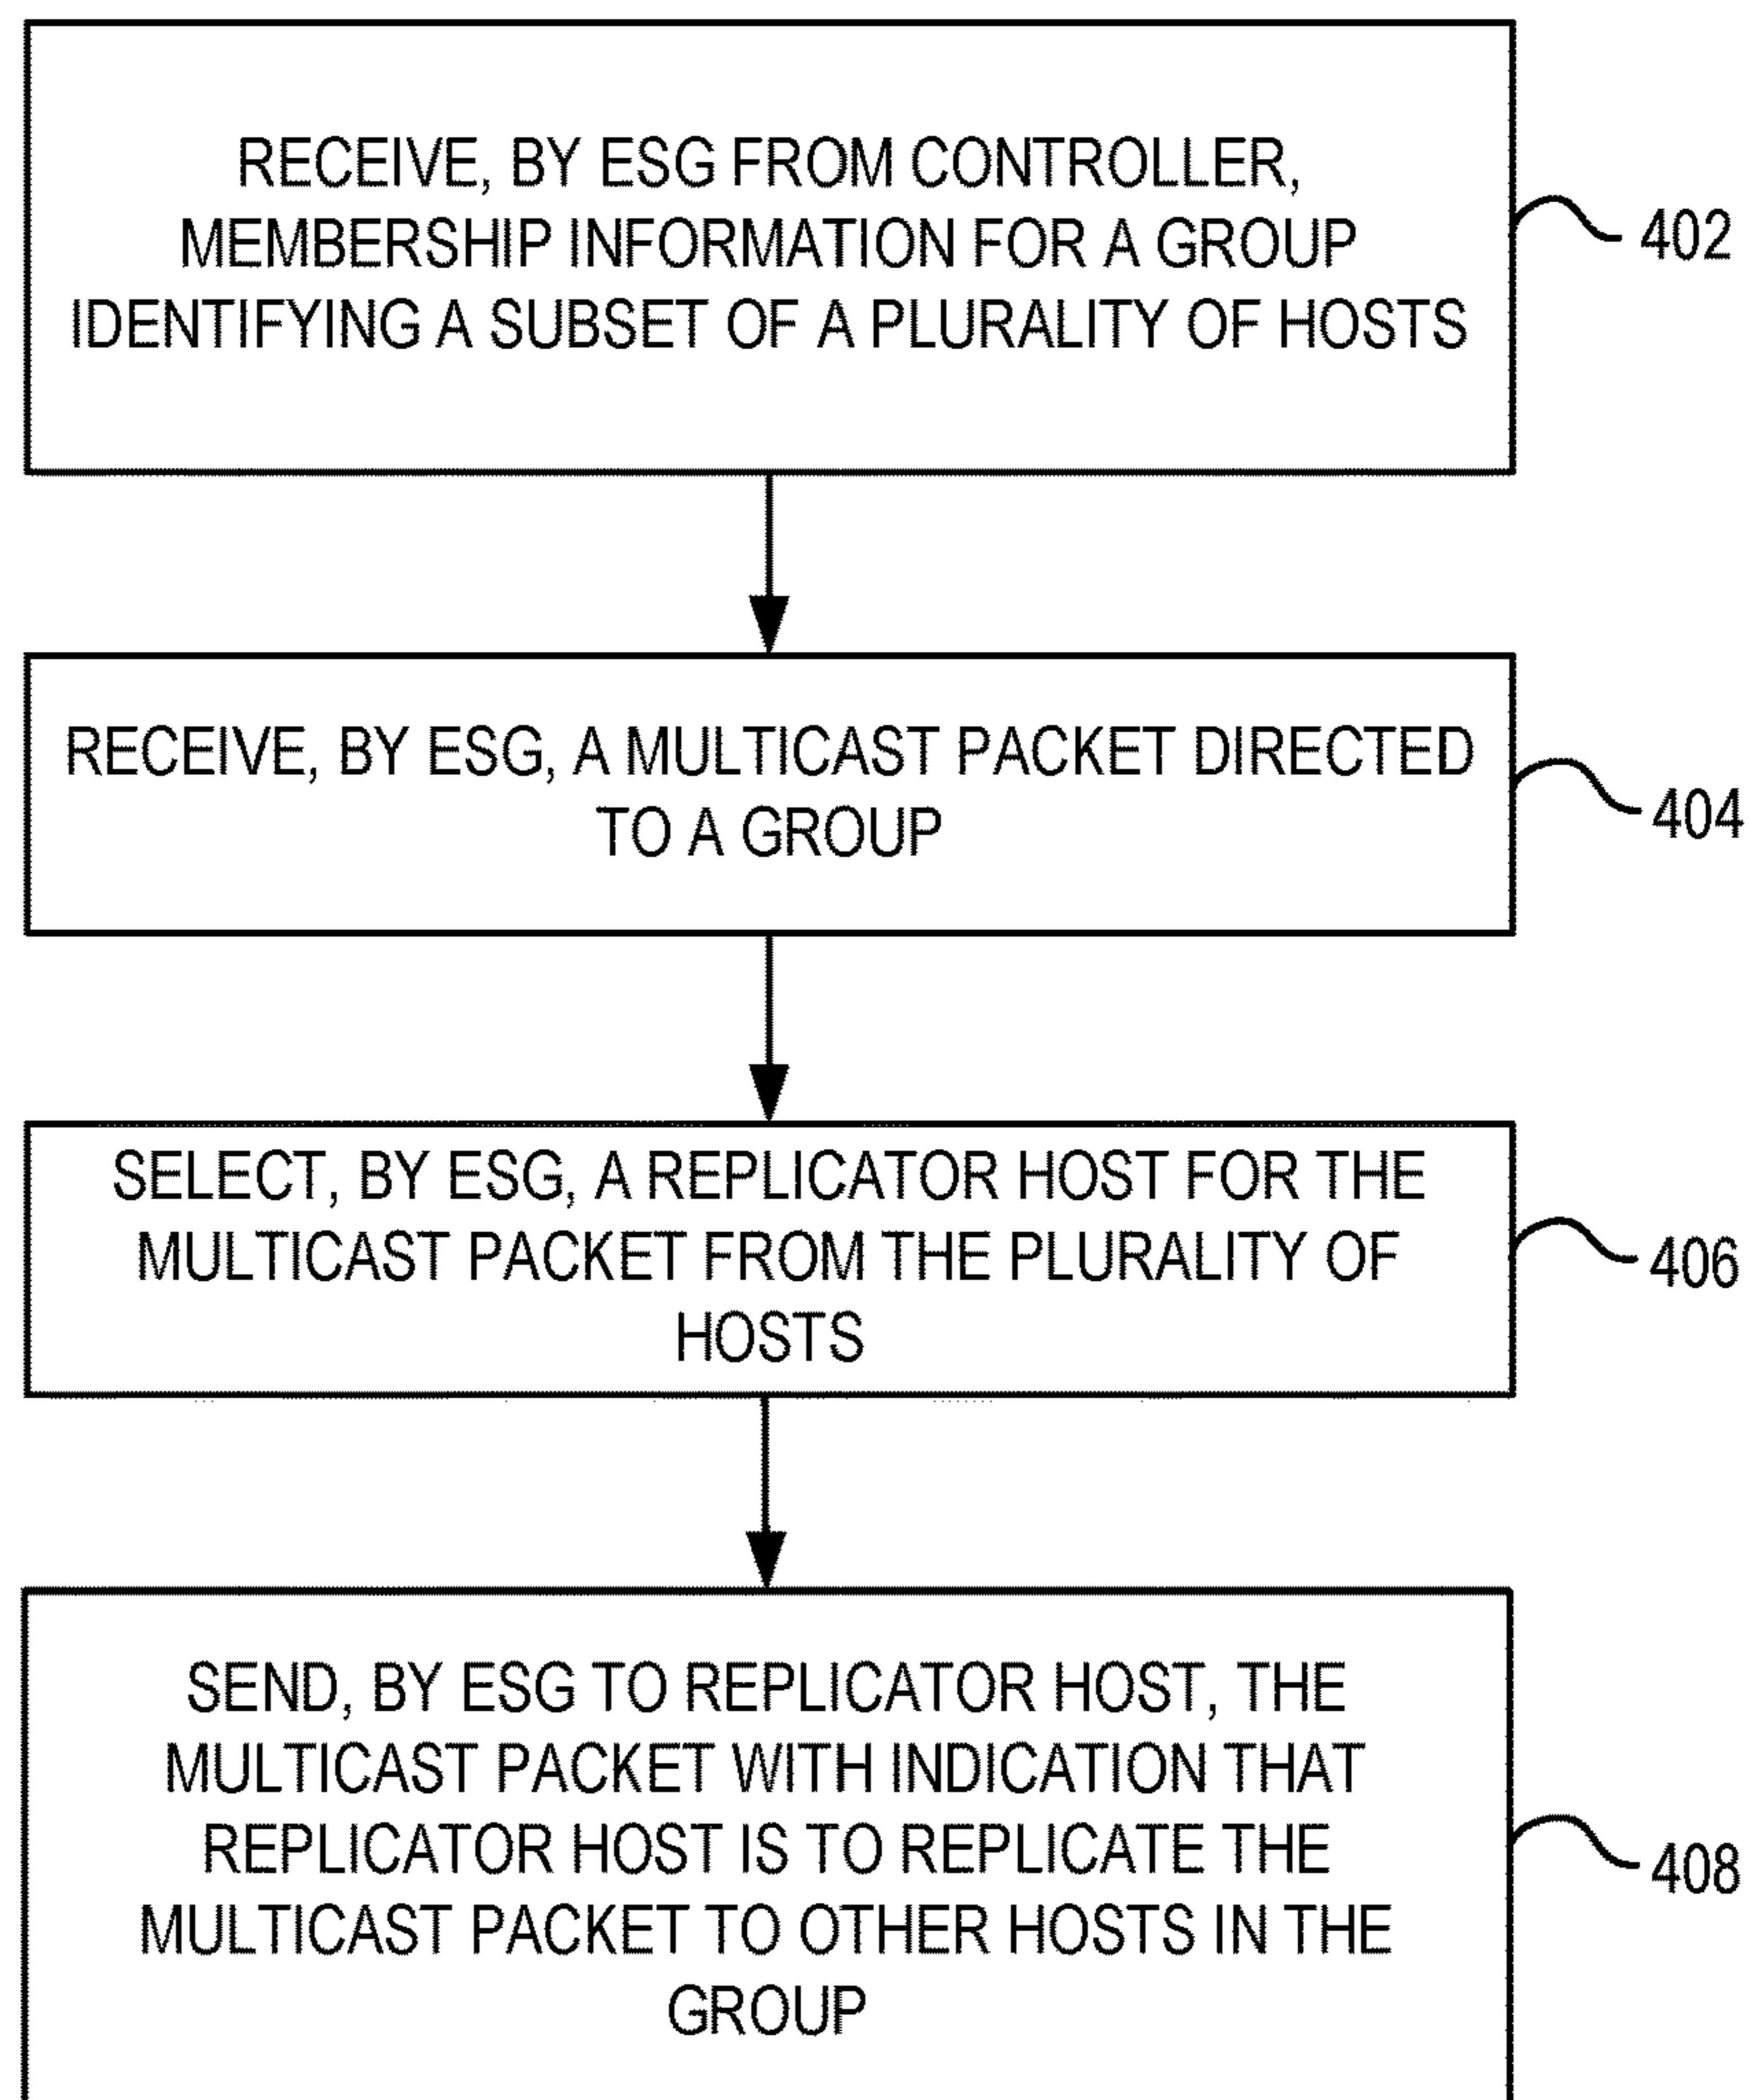 RECEIVE, BY ESG FROM CONTROLLER,
MEMBERSHIP INFORMATION FOR A GROUP
IDENTIFYING A SUBSET OF A PLURALITY OF HOSTS
402
RECEIVE, BY ESG, A MULTICAST PACKET DIRECTED
TO A GROUP
404
SELECT, BY ESG, A REPLICATOR HOST FOR THE
MULTICAST PACKET FROM THE PLURALITY OF
HOSTS
406
SEND, BY ESG TO REPLICATOR HOST, THE
MULTICAST PACKET WITH INDICATION THAT
REPLICATOR HOST IS TO REPLICATE THE
MULTICAST PACKET TO OTHER HOSTS IN THE
GROUP
408